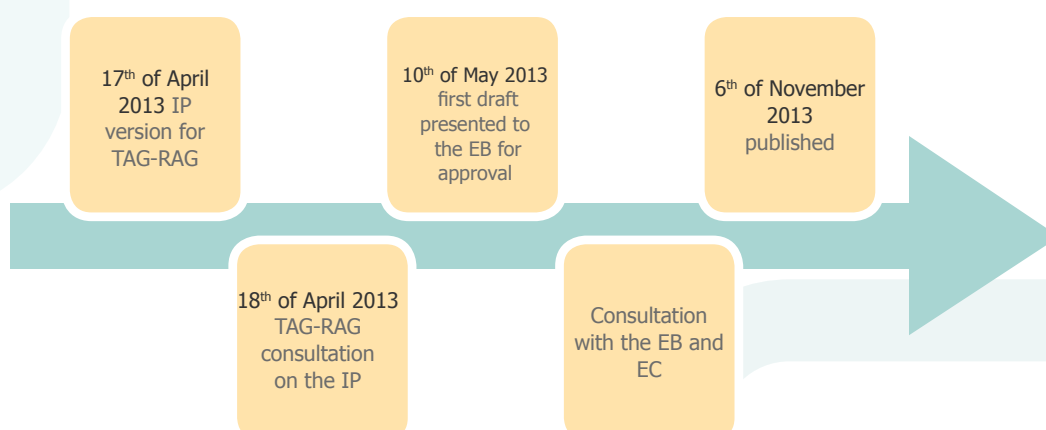 17th of April
2013 IP
version for
TAG-RAG
18th of April 2013
TAG-RAG
consultation
on the IP
10th of May 2013
first draft
presented to
the EB for
approval
Consultation
with the EB and
EC
6th of November
2013
published